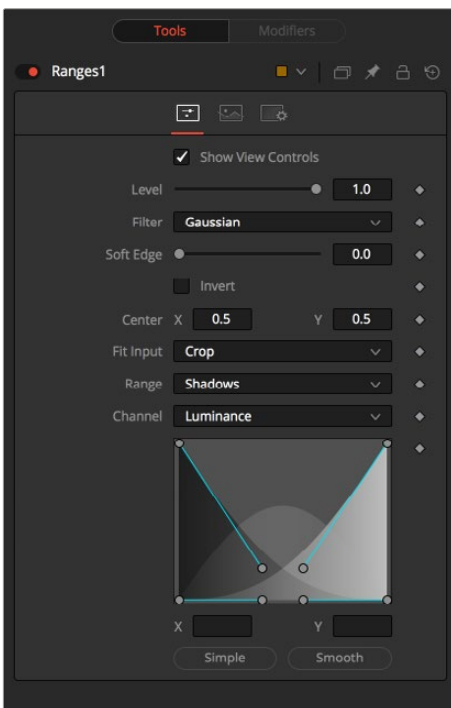 Tools Modifiers
Ranges1
Show View Controls
Level 1.0
Filter Gaussian
Soft Edge 0.0
Invert
Center X 0.5 Y 0.5
Fit Input Crop
Range Shadows
Channel Luminance
X Y
Simple Smooth